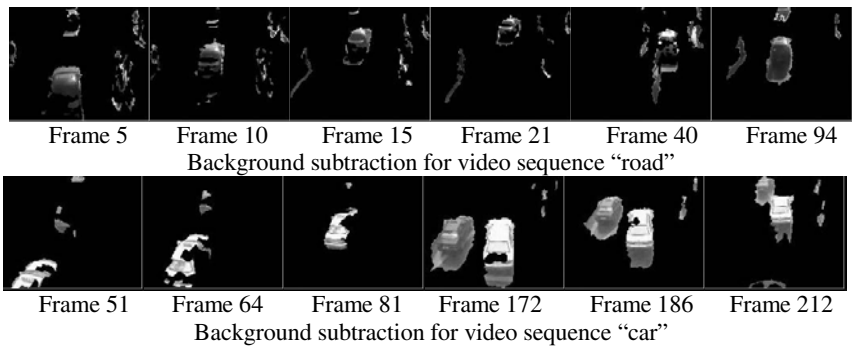 Frame 5 Frame 10 Frame 15 Frame 21 Frame 40 Frame 94
Background subtraction for video sequence “road”
Frame 51 Frame 64 Frame 81 Frame 172 Frame 186 Frame 212
Background subtraction for video sequence “car”